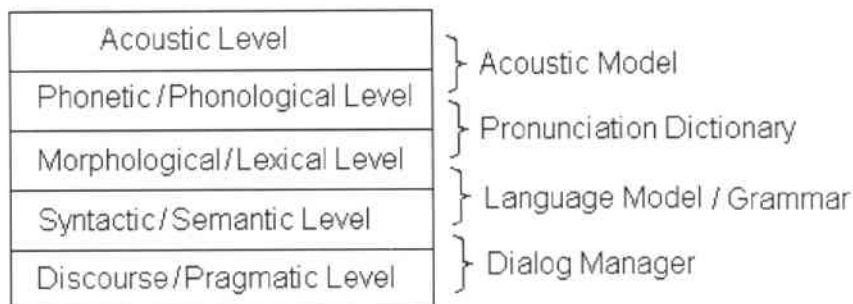 Acoustic Level
Acoustic Model
Phonetic/Phonological Level
Pronunciation Dictionary
Morphological/Lexical Level
Language Model / Grammar
Syntactic/Semantic Level
Dialog Manager
Discourse/Pragmatic Level